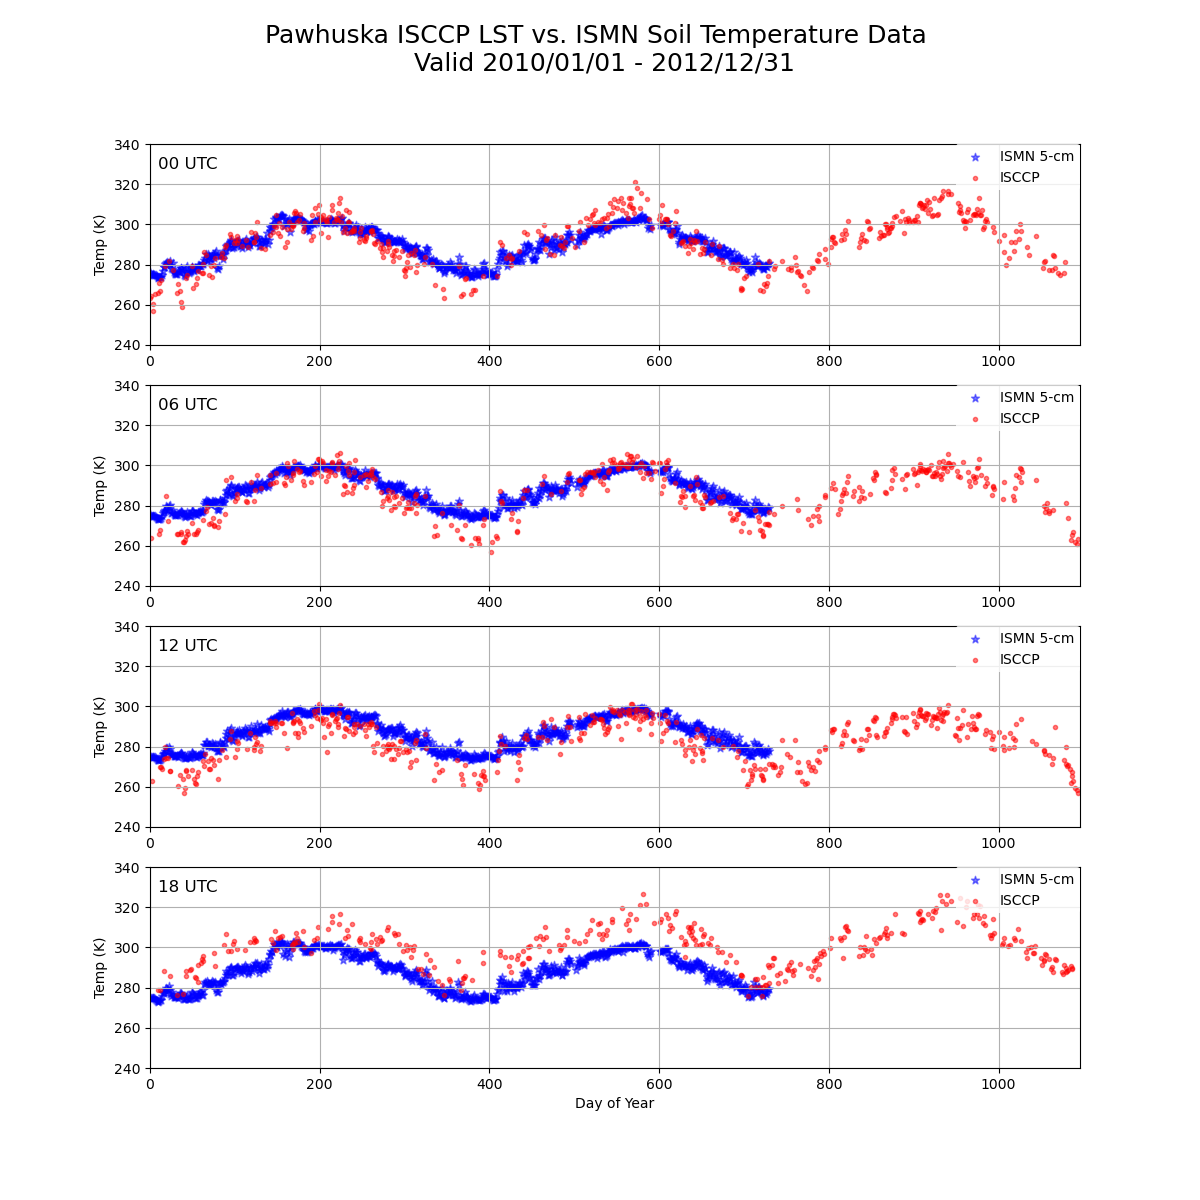 Pawhuska ISCCP LST vs. ISMN Soil Temperature Data
Valid 2010/01/01 - 2012/12/31
340
320
300
280
260
240
Temp (K)
00 UTC
ISMN 5-cm
ISCCP
0 200 400 600 800 1000
340
320
300
280
260
240
Temp (K)
06 UTC
ISMN 5-cm
ISCCP
0 200 400 600 800 1000
340
320
300
280
260
240
Temp (K)
12 UTC
ISMN 5-cm
ISCCP
0 200 400 600 800 1000
340
320
300
280
260
240
Temp (K)
18 UTC
ISMN 5-cm
ISCCP
0 200 400 600 800 1000
Day of Year